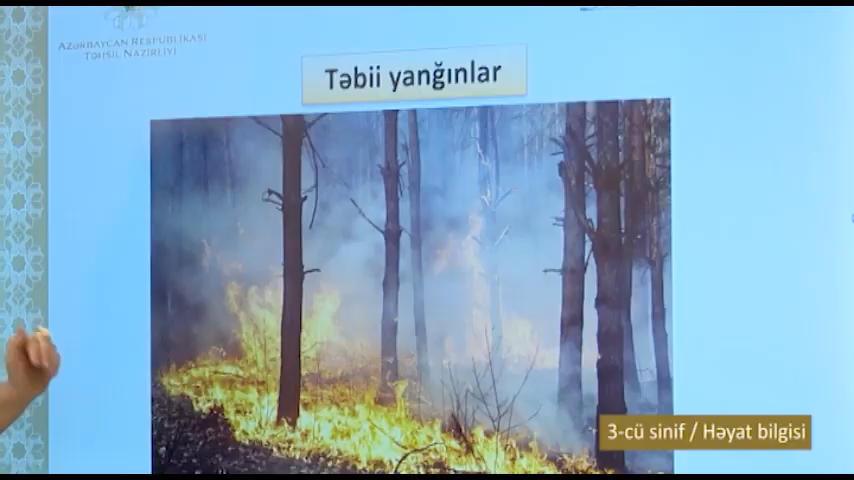 AZƏRBAYCAN RESPUBLİKASI
TƏHSİL NAZİRLİYİ
Təbii yanğınlar
3-cü sinif / Həyat bilgisi